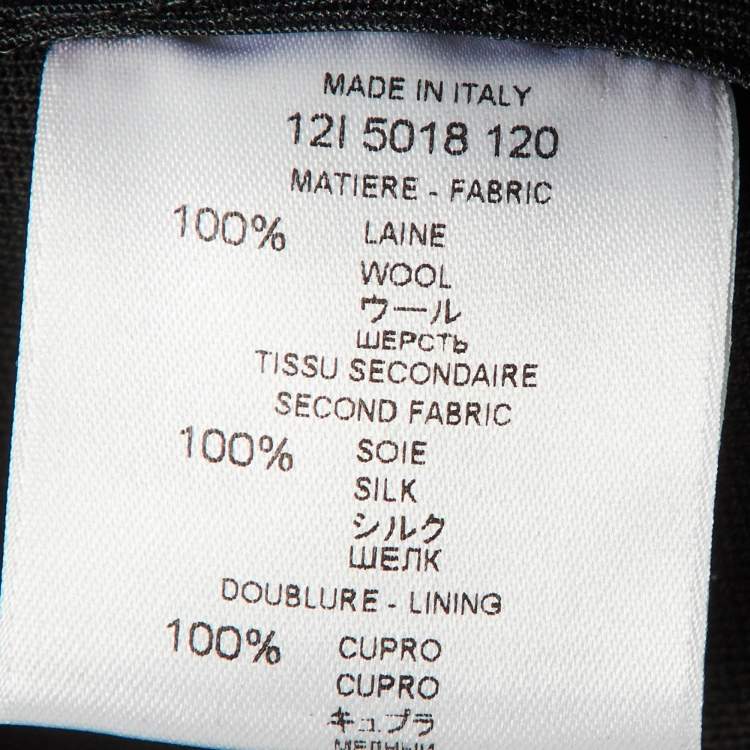 MADE IN ITALY
12I 5018 120
MATIERE - FABRIC
100% LAINE
WOOL
ウール
ШЕРСТЬ
TISSU SECONDAIRE
SECOND FABRIC
100% SOIE
SILK
シルク
ШЕЛК
DOUBLURE - LINING
100% CUPRO
CUPRO
キュプラ